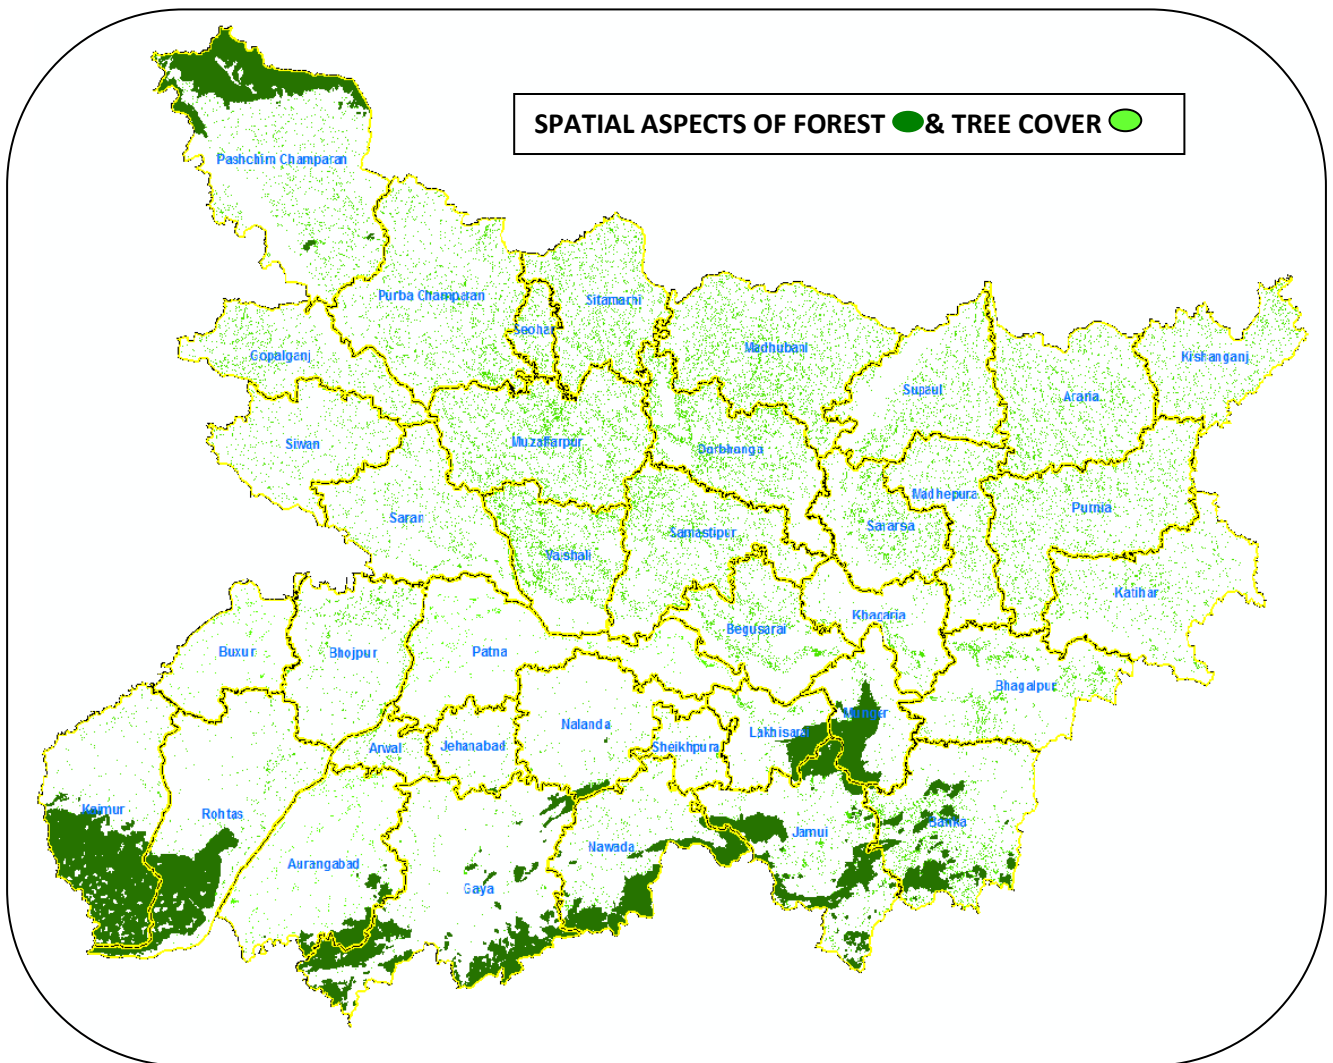 SPATIAL ASPECTS OF FOREST & TREE COVER
Pashchim Champaran
Purba Champaran
Sitamarhi
Seohar
Gopalganj
Madhubani
Kishanganj
Supaul
Araria
Siwan
Muzaffarpur
Darbhanga
Madhepura
Purnia
Saran
Samastipur
Sararsa
Vaishali
Katihar
Khagaria
Begusarai
Buxur
Bhojpur
Patna
Bhagalpur
Munger
Nalanda
Lakhisarai
Arwal
Jehanabad
Sheikhpura
Kaimur
Rohtas
Banka
Jamui
Nawada
Aurangabad
Gaya